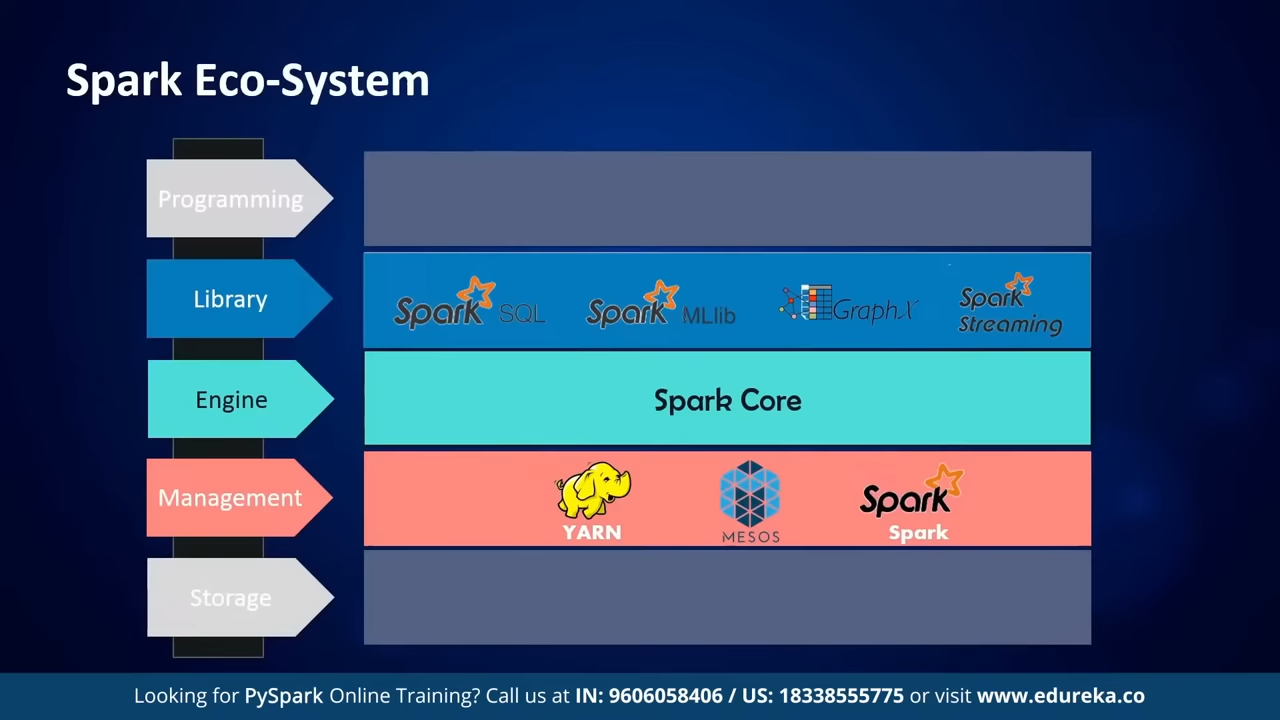 Spark Eco-System
Programming
Library
Spark SQL
Spark MLlib
GraphX
Spark Streaming
Engine
Spark Core
Management
YARN
MESOS
Spark
Spark
Storage
Looking for PySpark Online Training? Call us at IN: 9606058406 / US: 18338555775 or visit www.edureka.co